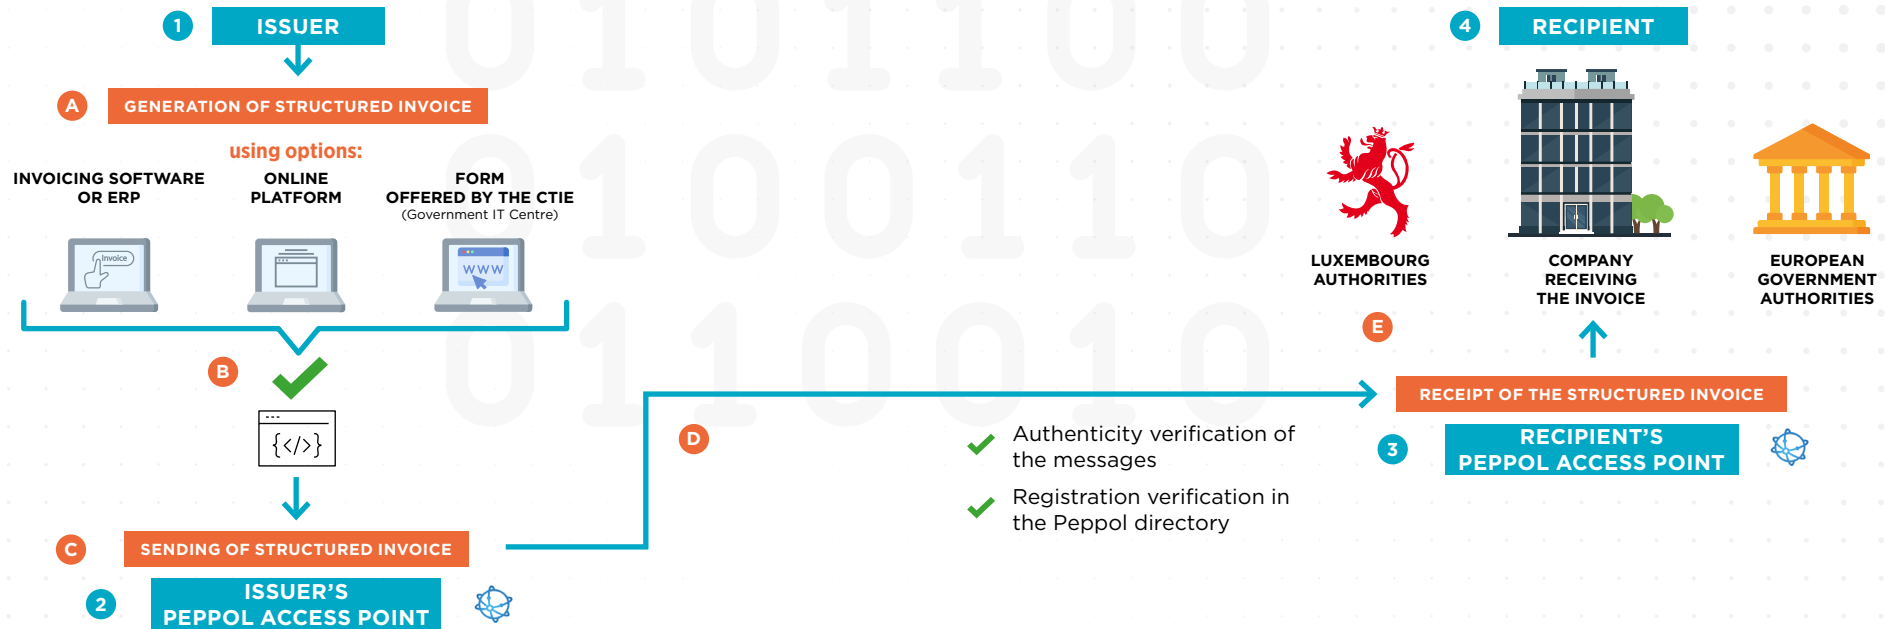 1
ISSUER
A
GENERATION OF STRUCTURED INVOICE
using options:
INVOICING SOFTWARE
OR ERP
ONLINE
PLATFORM
FORM
OFFERED BY THE CTIE
(Government IT Centre)
Invoice
WWW
B
{</>}
C
SENDING OF STRUCTURED INVOICE
2
ISSUER'S
PEPPOL ACCESS POINT
D
Authenticity verification of
the messages
Registration verification in
the Peppol directory
4
RECIPIENT
LUXEMBOURG
AUTHORITIES
COMPANY
RECEIVING
THE INVOICE
EUROPEAN
GOVERNMENT
AUTHORITIES
E
RECEIPT OF THE STRUCTURED INVOICE
3
RECIPIENT'S
PEPPOL ACCESS POINT
0101100
0100110
0110010